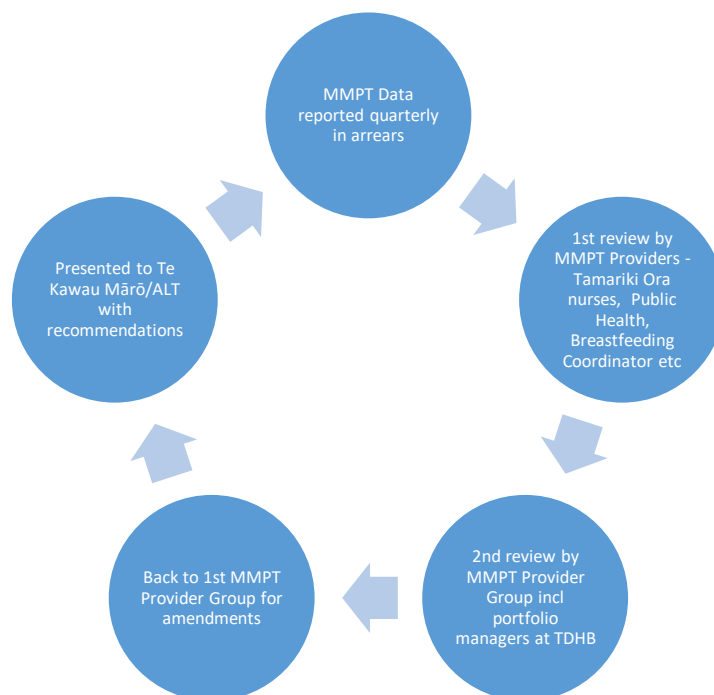 MMPT Data
reported quarterly
in arrears
1st review by
MMPT Providers -
Tamariki Ora
nurses, Public
Health,
Breastfeeding
Coordinator etc
2nd review by
MMPT Provider
Group incl
portfolio
managers at TDHB
Back to 1st MMPT
Provider Group for
amendments
Presented to Te
Kawau Mārō/ALT
with
recommendations